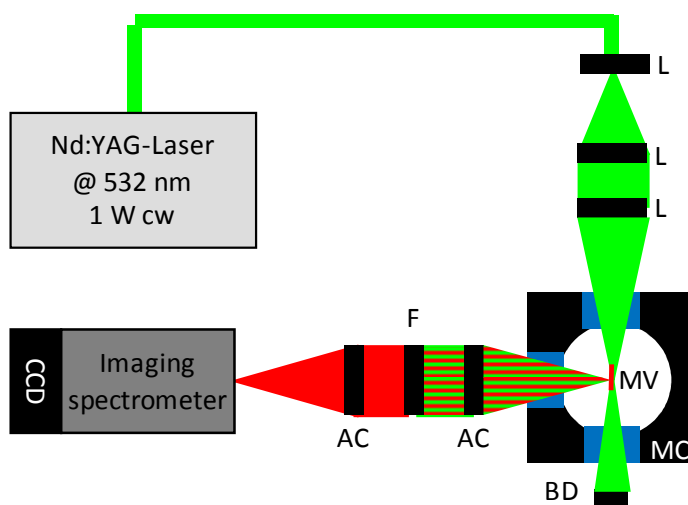 L
Nd:YAG-Laser
@ 532 nm
1 W cw
L
L
F
CCD
Imaging
spectrometer
MV
AC
AC
MC
BD